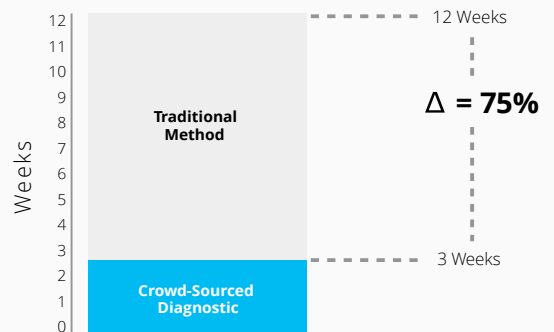 12
11
10
9
8
7
6
5
4
3
2
1
0
Weeks
Traditional
Method
Crowd-Sourced
Diagnostic
12 Weeks
Δ = 75%
3 Weeks